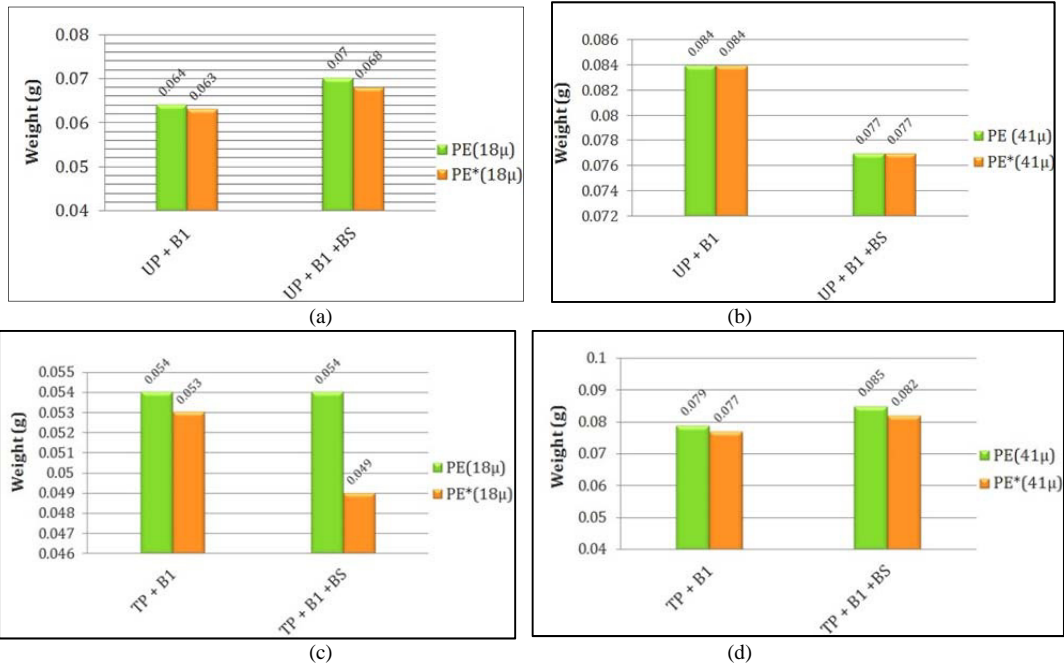 0.08
0.07
0.06
0.05
0.04
Weight (g)
0.064
0.063
0.07
0.068
UP + B1
UP + B1 +BS
PE(18μ)
PE*(18μ)
(a)
0.086
0.084
0.082
0.08
0.078
0.076
0.074
0.072
Weight (g)
0.084
0.084
0.077
0.077
UP + B1
UP + B1 +BS
PE (41μ)
PE*(41μ)
(b)
0.055
0.054
0.053
0.052
0.051
0.05
0.049
0.048
0.047
0.046
Weight (g)
0.054
0.053
0.054
0.049
TP + B1
TP + B1 +BS
PE(18μ)
PE*(18μ)
(c)
0.1
0.09
0.08
0.07
0.06
0.05
0.04
Weight (g)
0.079
0.077
0.085
0.082
TP + B1
TP + B1 +BS
PE(41μ)
PE*(41μ)
(d)